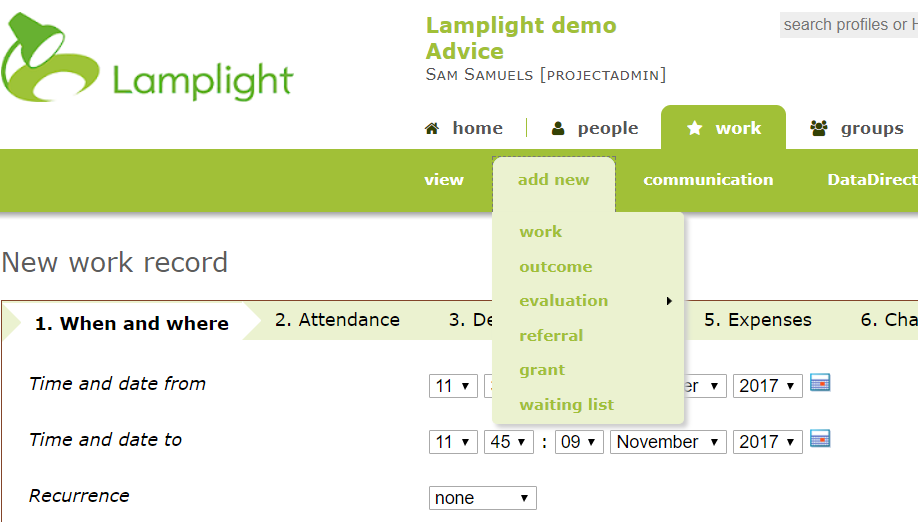 Lamplight
Lamplight demo
Advice
SAM SAMUELS [PROJECTADMIN]
search profiles or
home people work groups
view add new communication DataDirect
work
outcome
evaluation
referral
grant
waiting list
New work record
1. When and where 2. Attendance 3. De 5. Expenses 6. Cha
Time and date from 11 er 2017
Time and date to 11 45 : 09 November 2017
Recurrence none